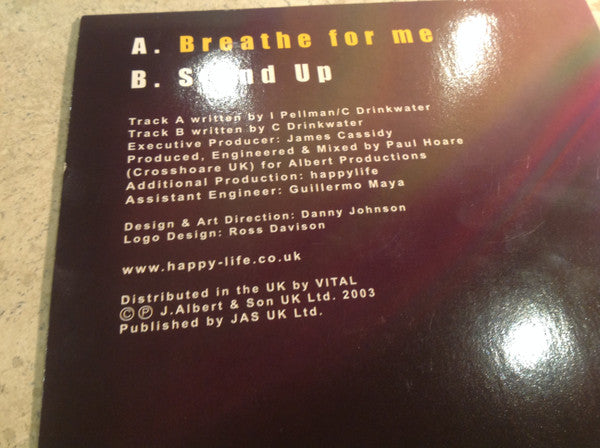 A. Breathe for me
B. Stand Up
Track A written by I Pellman/C Drinkwater
Track B written by C Drinkwater
Executive Producer: James Cassidy
Produced, Engineered & Mixed by Paul Hoare
(Crosshoare UK) for Albert Productions
Additional Production: happylife
Assistant Engineer: Guillermo Maya
Design & Art Direction: Danny Johnson
Logo Design: Ross Davison
www.happy-life.co.uk
Distributed in the UK by VITAL
©℗ J.Albert & Son UK Ltd. 2003
Published by JAS UK Ltd.